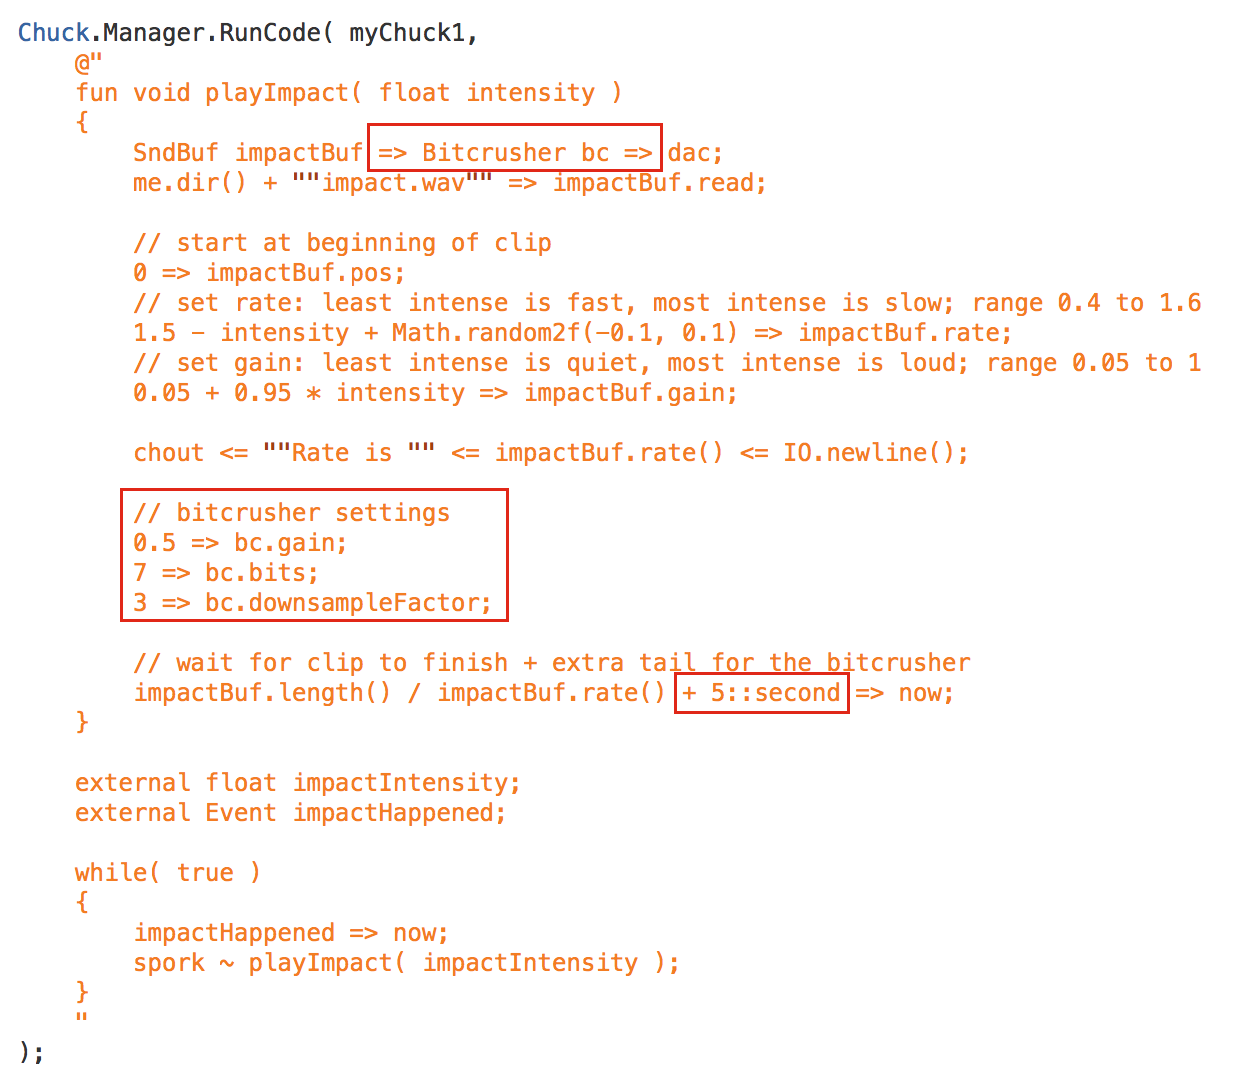 Chuck.Manager.RunCode( myChuck1,
@"
fun void playImpact( float intensity )
{
SndBuf impactBuf => Bitcrusher bc => dac;
me.dir() + ""impact.wav"" => impactBuf.read;
// start at beginning of clip
0 => impactBuf.pos;
// set rate: least intense is fast, most intense is slow; range 0.4 to 1.6
1.5 - intensity + Math.random2f(-0.1, 0.1) => impactBuf.rate;
// set gain: least intense is quiet, most intense is loud; range 0.05 to 1
0.05 + 0.95 * intensity => impactBuf.gain;
chout <= ""Rate is "" <= impactBuf.rate() <= IO.newline();
// bitcrusher settings
0.5 => bc.gain;
7 => bc.bits;
3 => bc.downsampleFactor;
// wait for clip to finish + extra tail for the bitcrusher
impactBuf.length() / impactBuf.rate() + 5::second => now;
}
external float impactIntensity;
external Event impactHappened;
while( true )
{
impactHappened => now;
spork ~ playImpact( impactIntensity );
}
"
);